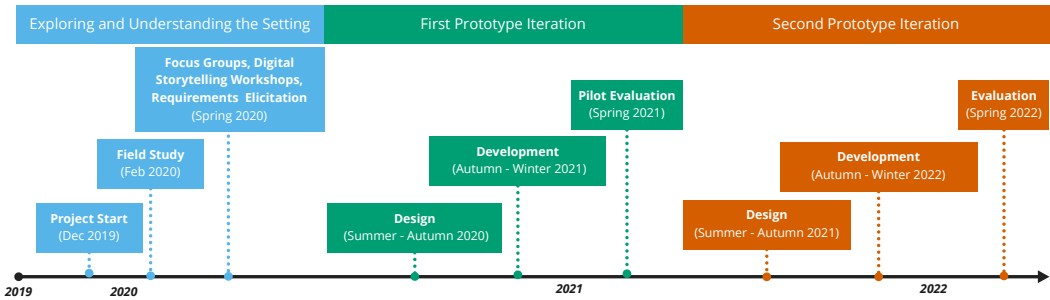 Exploring and Understanding the Setting
First Prototype Iteration
Second Prototype Iteration
Focus Groups, Digital
Storytelling Workshops,
Requirements Elicitation
(Spring 2020)
Field Study
(Feb 2020)
Project Start
(Dec 2019)
Pilot Evaluation
(Spring 2021)
Development
(Autumn - Winter 2021)
Design
(Summer - Autumn 2020)
Evaluation
(Spring 2022)
Development
(Autumn - Winter 2022)
Design
(Summer - Autumn 2021)
2019
2020
2021
2022